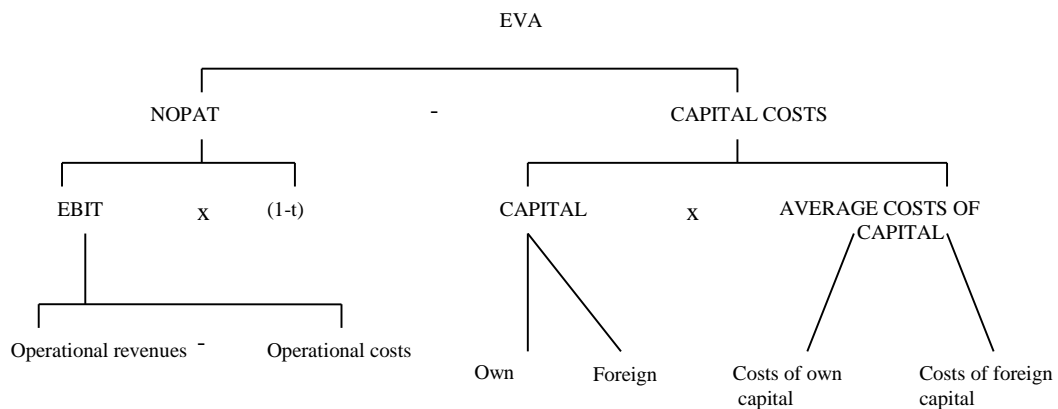 EVA
NOPAT - CAPITAL COSTS
EBIT x (1-t) CAPITAL x AVERAGE COSTS OF
CAPITAL
Operational revenues - Operational costs
Own Foreign Costs of own Costs of foreign
capital capital